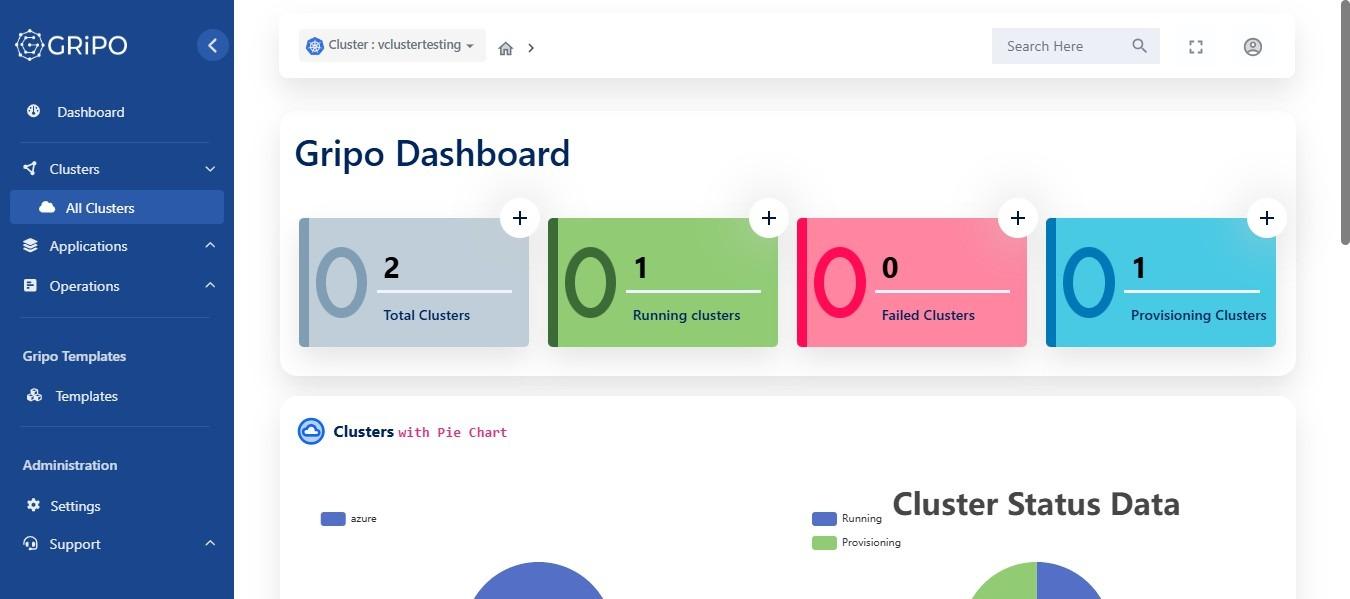 GRiPO
Dashboard
Clusters
All Clusters
Applications
Operations
Gripo Templates
Templates
Administration
Settings
Support
Cluster : vclustertesting
Search Here
Gripo Dashboard
2
Total Clusters
1
Running clusters
0
Failed Clusters
1
Provisioning Clusters
Clusters with Pie Chart
azure
Cluster Status Data
Running
Provisioning